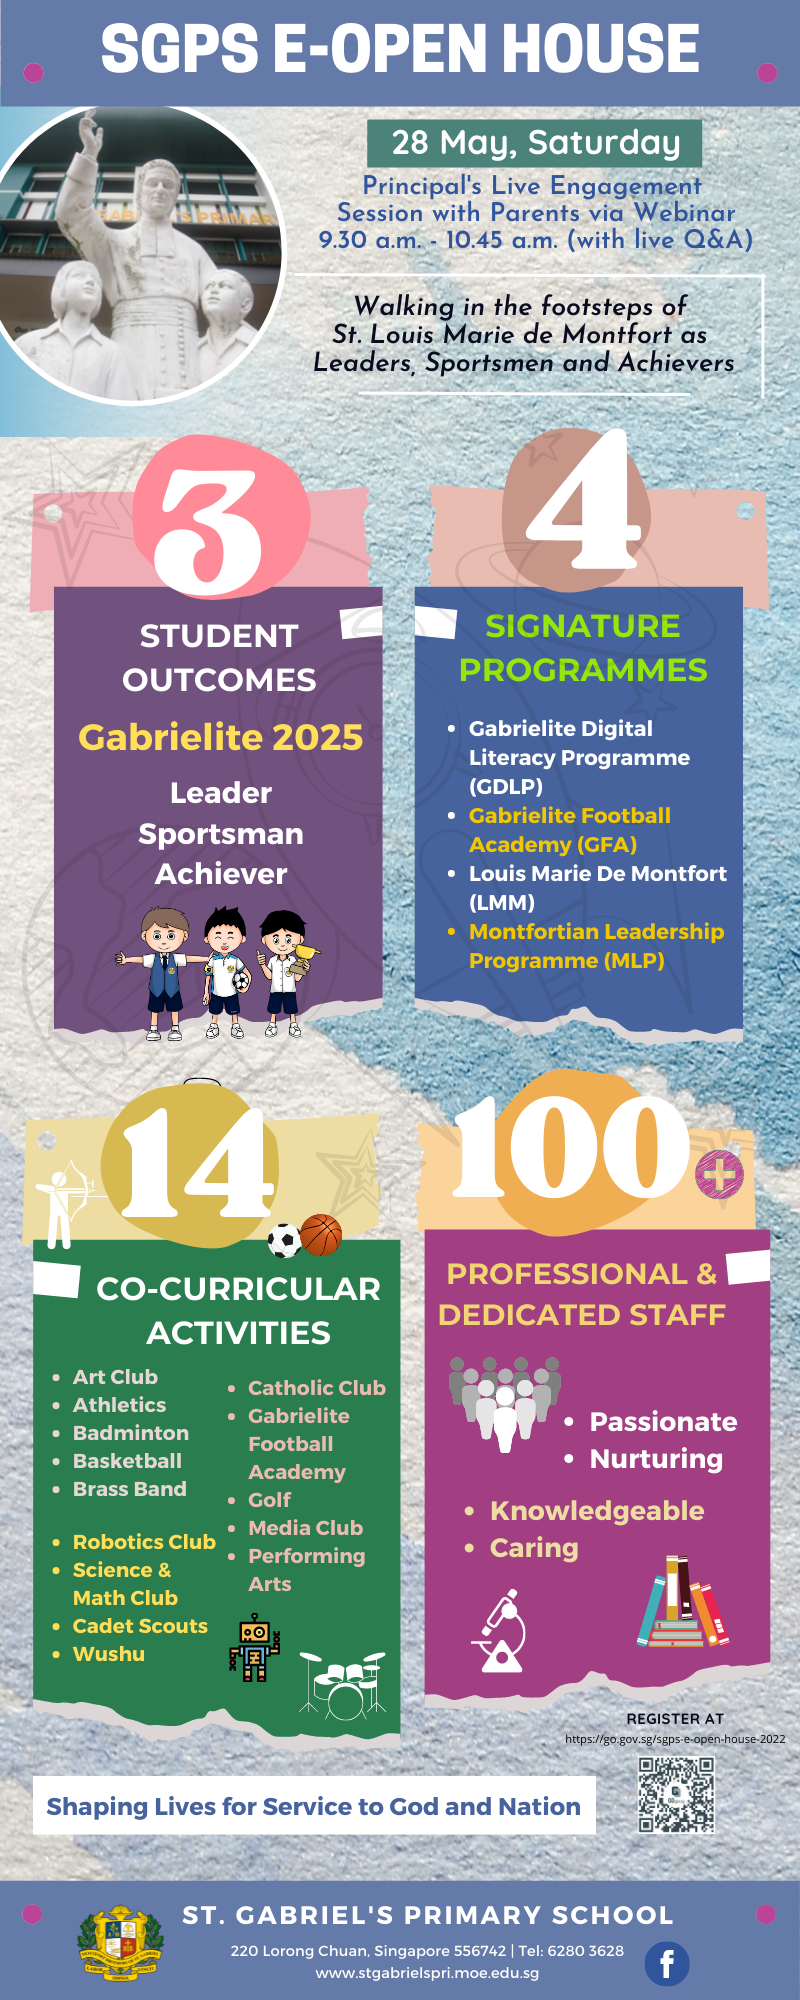 SGPS E-OPEN HOUSE
28 May, Saturday
Principal's Live Engagement
Session with Parents via Webinar
9.30 a.m. - 10.45 a.m. (with live Q&A)
Walking in the footsteps of
St. Louis Marie de Montfort as
Leaders, Sportsmen and Achievers
3
STUDENT
OUTCOMES
Gabrielite 2025
Leader
Sportsman
Achiever
4
SIGNATURE
PROGRAMMES
• Gabrielite Digital
Literacy Programme
(GDLP)
• Gabrielite Football
Academy (GFA)
• Louis Marie De Montfort
(LMM)
• Montfortian Leadership
Programme (MLP)
14
CO-CURRICULAR
ACTIVITIES
• Art Club
• Athletics
• Badminton
• Basketball
• Brass Band
• Robotics Club
• Science &
Math Club
• Cadet Scouts
• Wushu
• Catholic Club
• Gabrielite
Football
Academy
• Golf
• Media Club
• Performing
Arts
100+
PROFESSIONAL &
DEDICATED STAFF
• Passionate
• Nurturing
• Knowledgeable
• Caring
REGISTER AT
https://go.gov.sg/sgps-e-open-house-2022
Shaping Lives for Service to God and Nation
ST. GABRIEL'S PRIMARY SCHOOL
220 Lorong Chuan, Singapore 556742 | Tel: 6280 3628
www.stgabrielspri.moe.edu.sg